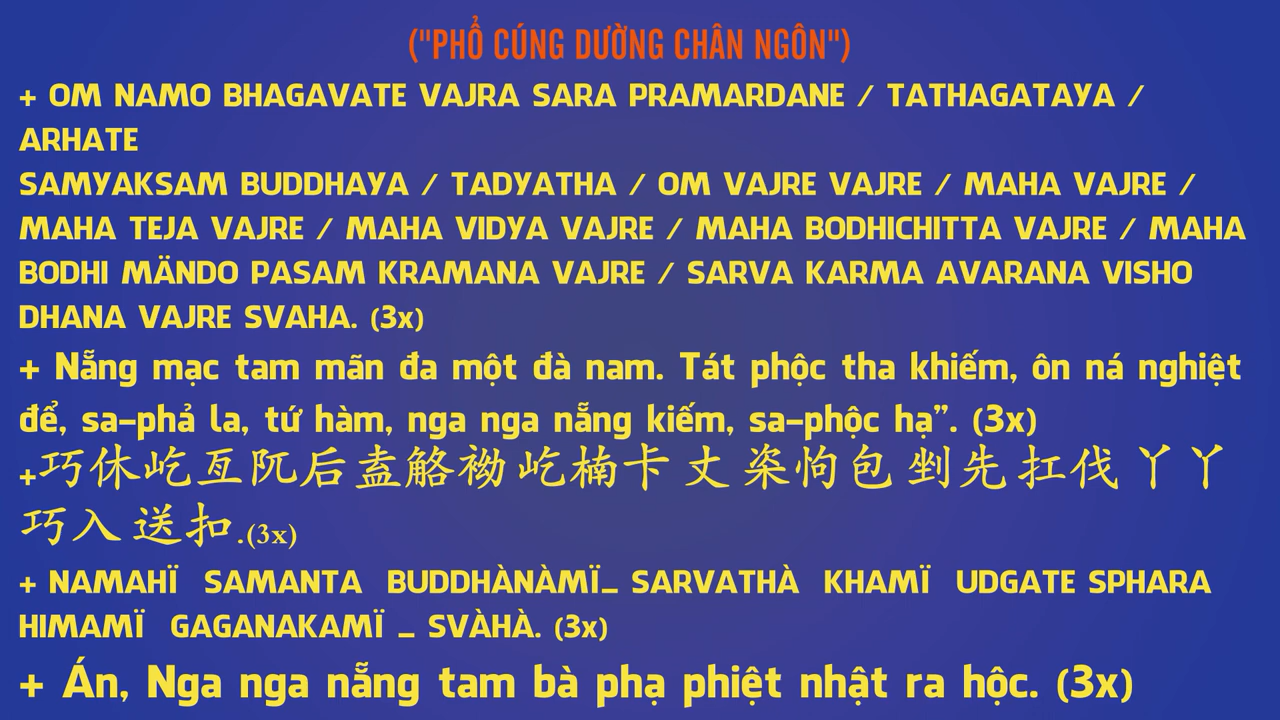 ("PHỔ CÚNG DƯỜNG CHÂN NGÔN")
+ OM NAMO BHAGAVATE VAJRA SARA PRAMARDANE / TATHAGATAYA /
ARHATE
SAMYAKSAM BUDDHAYA / TADYATHA / OM VAJRE VAJRE / MAHA VAJRE /
MAHA TEJA VAJRE / MAHA VIDYA VAJRE / MAHA BODHICHITTA VAJRE / MAHA
BODHI MÄNDO PASAM KRAMANA VAJRE / SARVA KARMA AVARANA VISHO
DHANA VAJRE SVAHA. (3x)
+ Nẵng mạc tam mãn đa một đà nam. Tát phộc tha khiếm, ôn ná nghiệt
để, sa-phả la, tứ hàm, nga nga nẵng kiếm, sa-phộc hạ”. (3x)
+巧休屹亙阢后盍觡袎屹楠卡丈楶怐包剉先扛伐丫丫
巧入送扣.(3x)
+ NAMAHÏ SAMANTA BUDDHÀNÀMÏ_ SARVATHÀ KHAMÏ UDGATE SPHARA
HIMAMÏ GAGANAKAMÏ _ SVÀHÀ. (3x)
+ Án, Nga nga nẵng tam bà phạ phiệt nhật ra hộc. (3x)